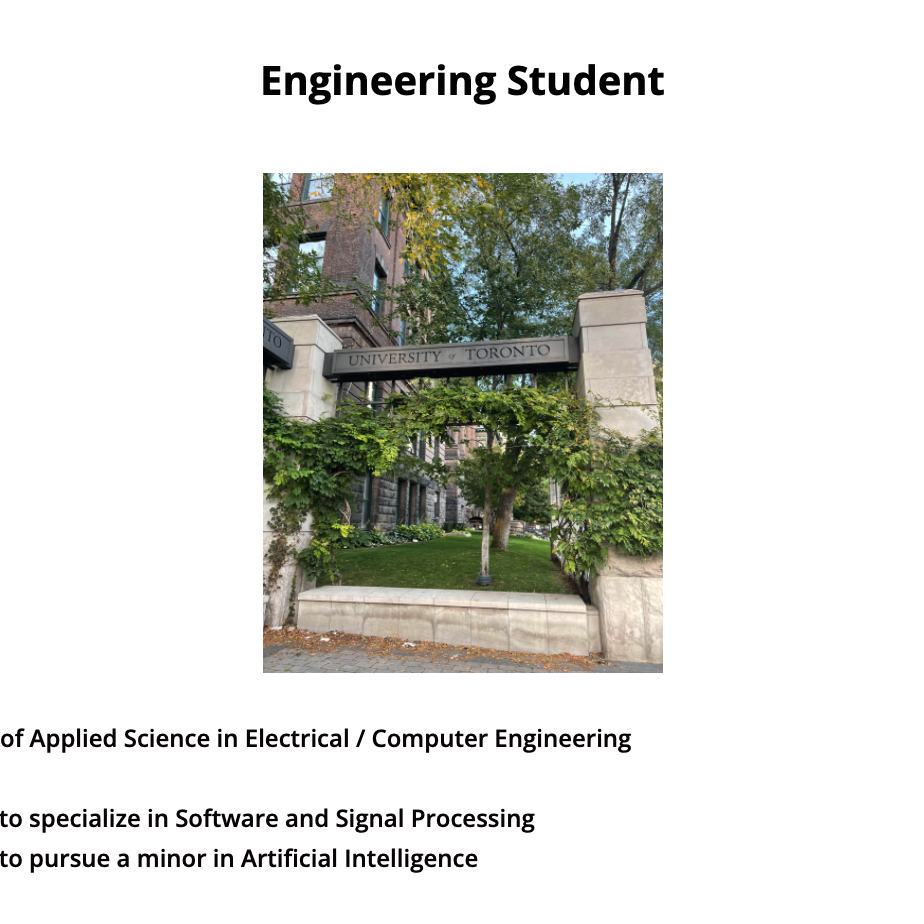 Engineering Student
TO
UNIVERSITY OF TORONTO
of Applied Science in Electrical / Computer Engineering
to specialize in Software and Signal Processing
to pursue a minor in Artificial Intelligence